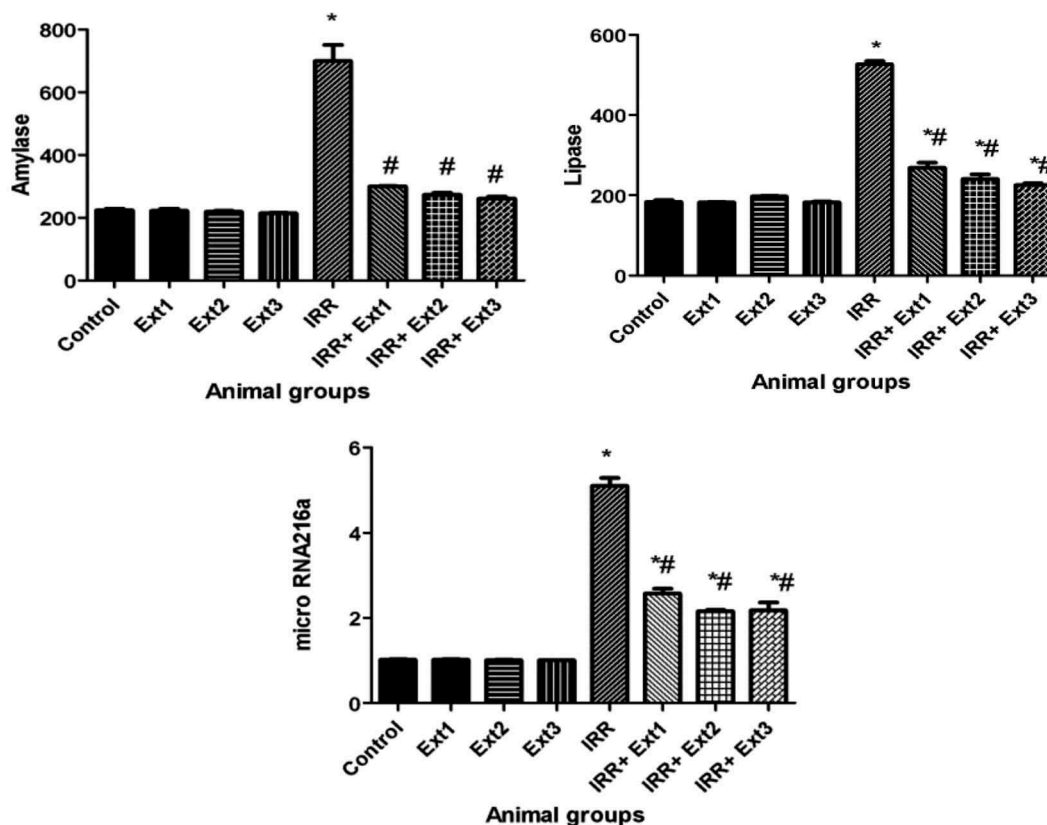 800
600
400
200
0
Amylase
*
#
#
#
Control
Ext1
Ext2
Ext3
IRR
IRR+ Ext1
IRR+ Ext2
IRR+ Ext3
Animal groups
600
400
200
0
Lipase
*
*#
*#
*#
Control
Ext1
Ext2
Ext3
IRR
IRR+ Ext1
IRR+ Ext2
IRR+ Ext3
Animal groups
6
4
2
0
micro RNA216a
*
*#
*#
*#
Control
Ext1
Ext2
Ext3
IRR
IRR+ Ext1
IRR+ Ext2
IRR+ Ext3
Animal groups